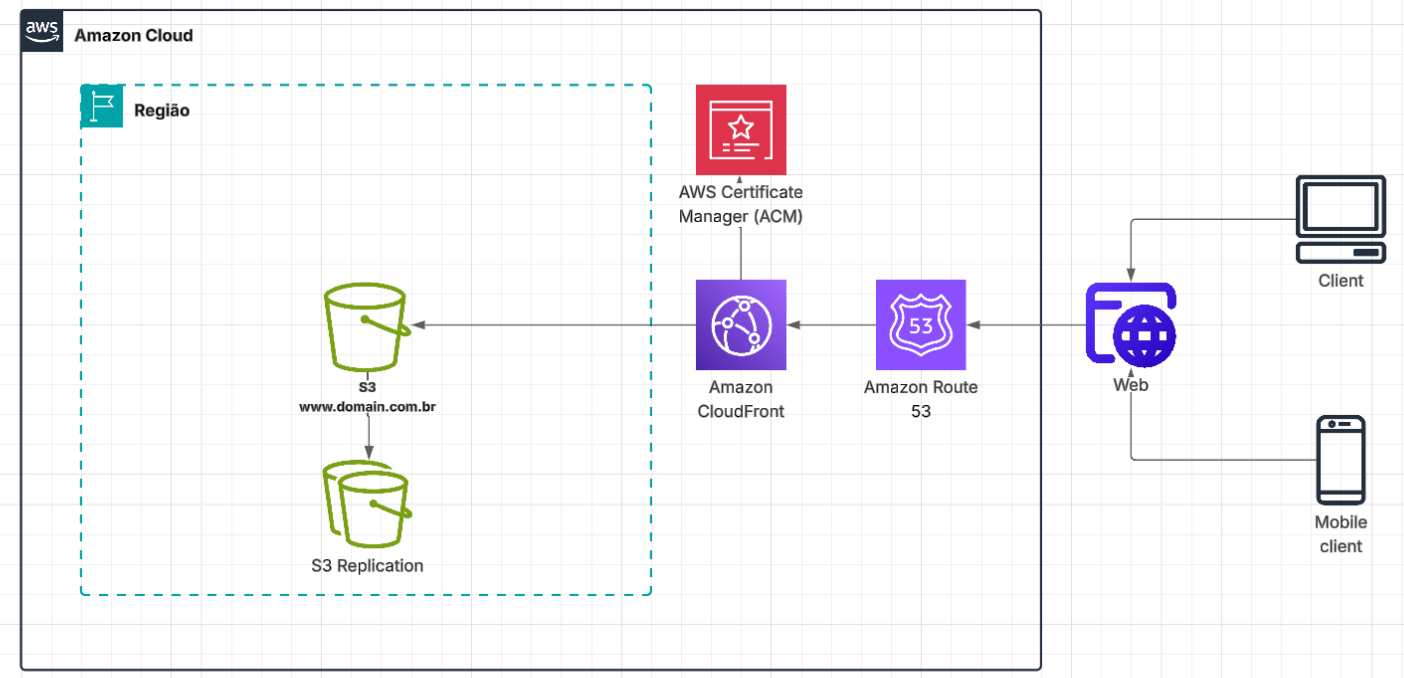 aws
Amazon Cloud
Região
AWS Certificate
Manager (ACM)
Client
S3
www.domain.com.br
Amazon
CloudFront
53
Amazon Route
53
Web
S3 Replication
Mobile
client